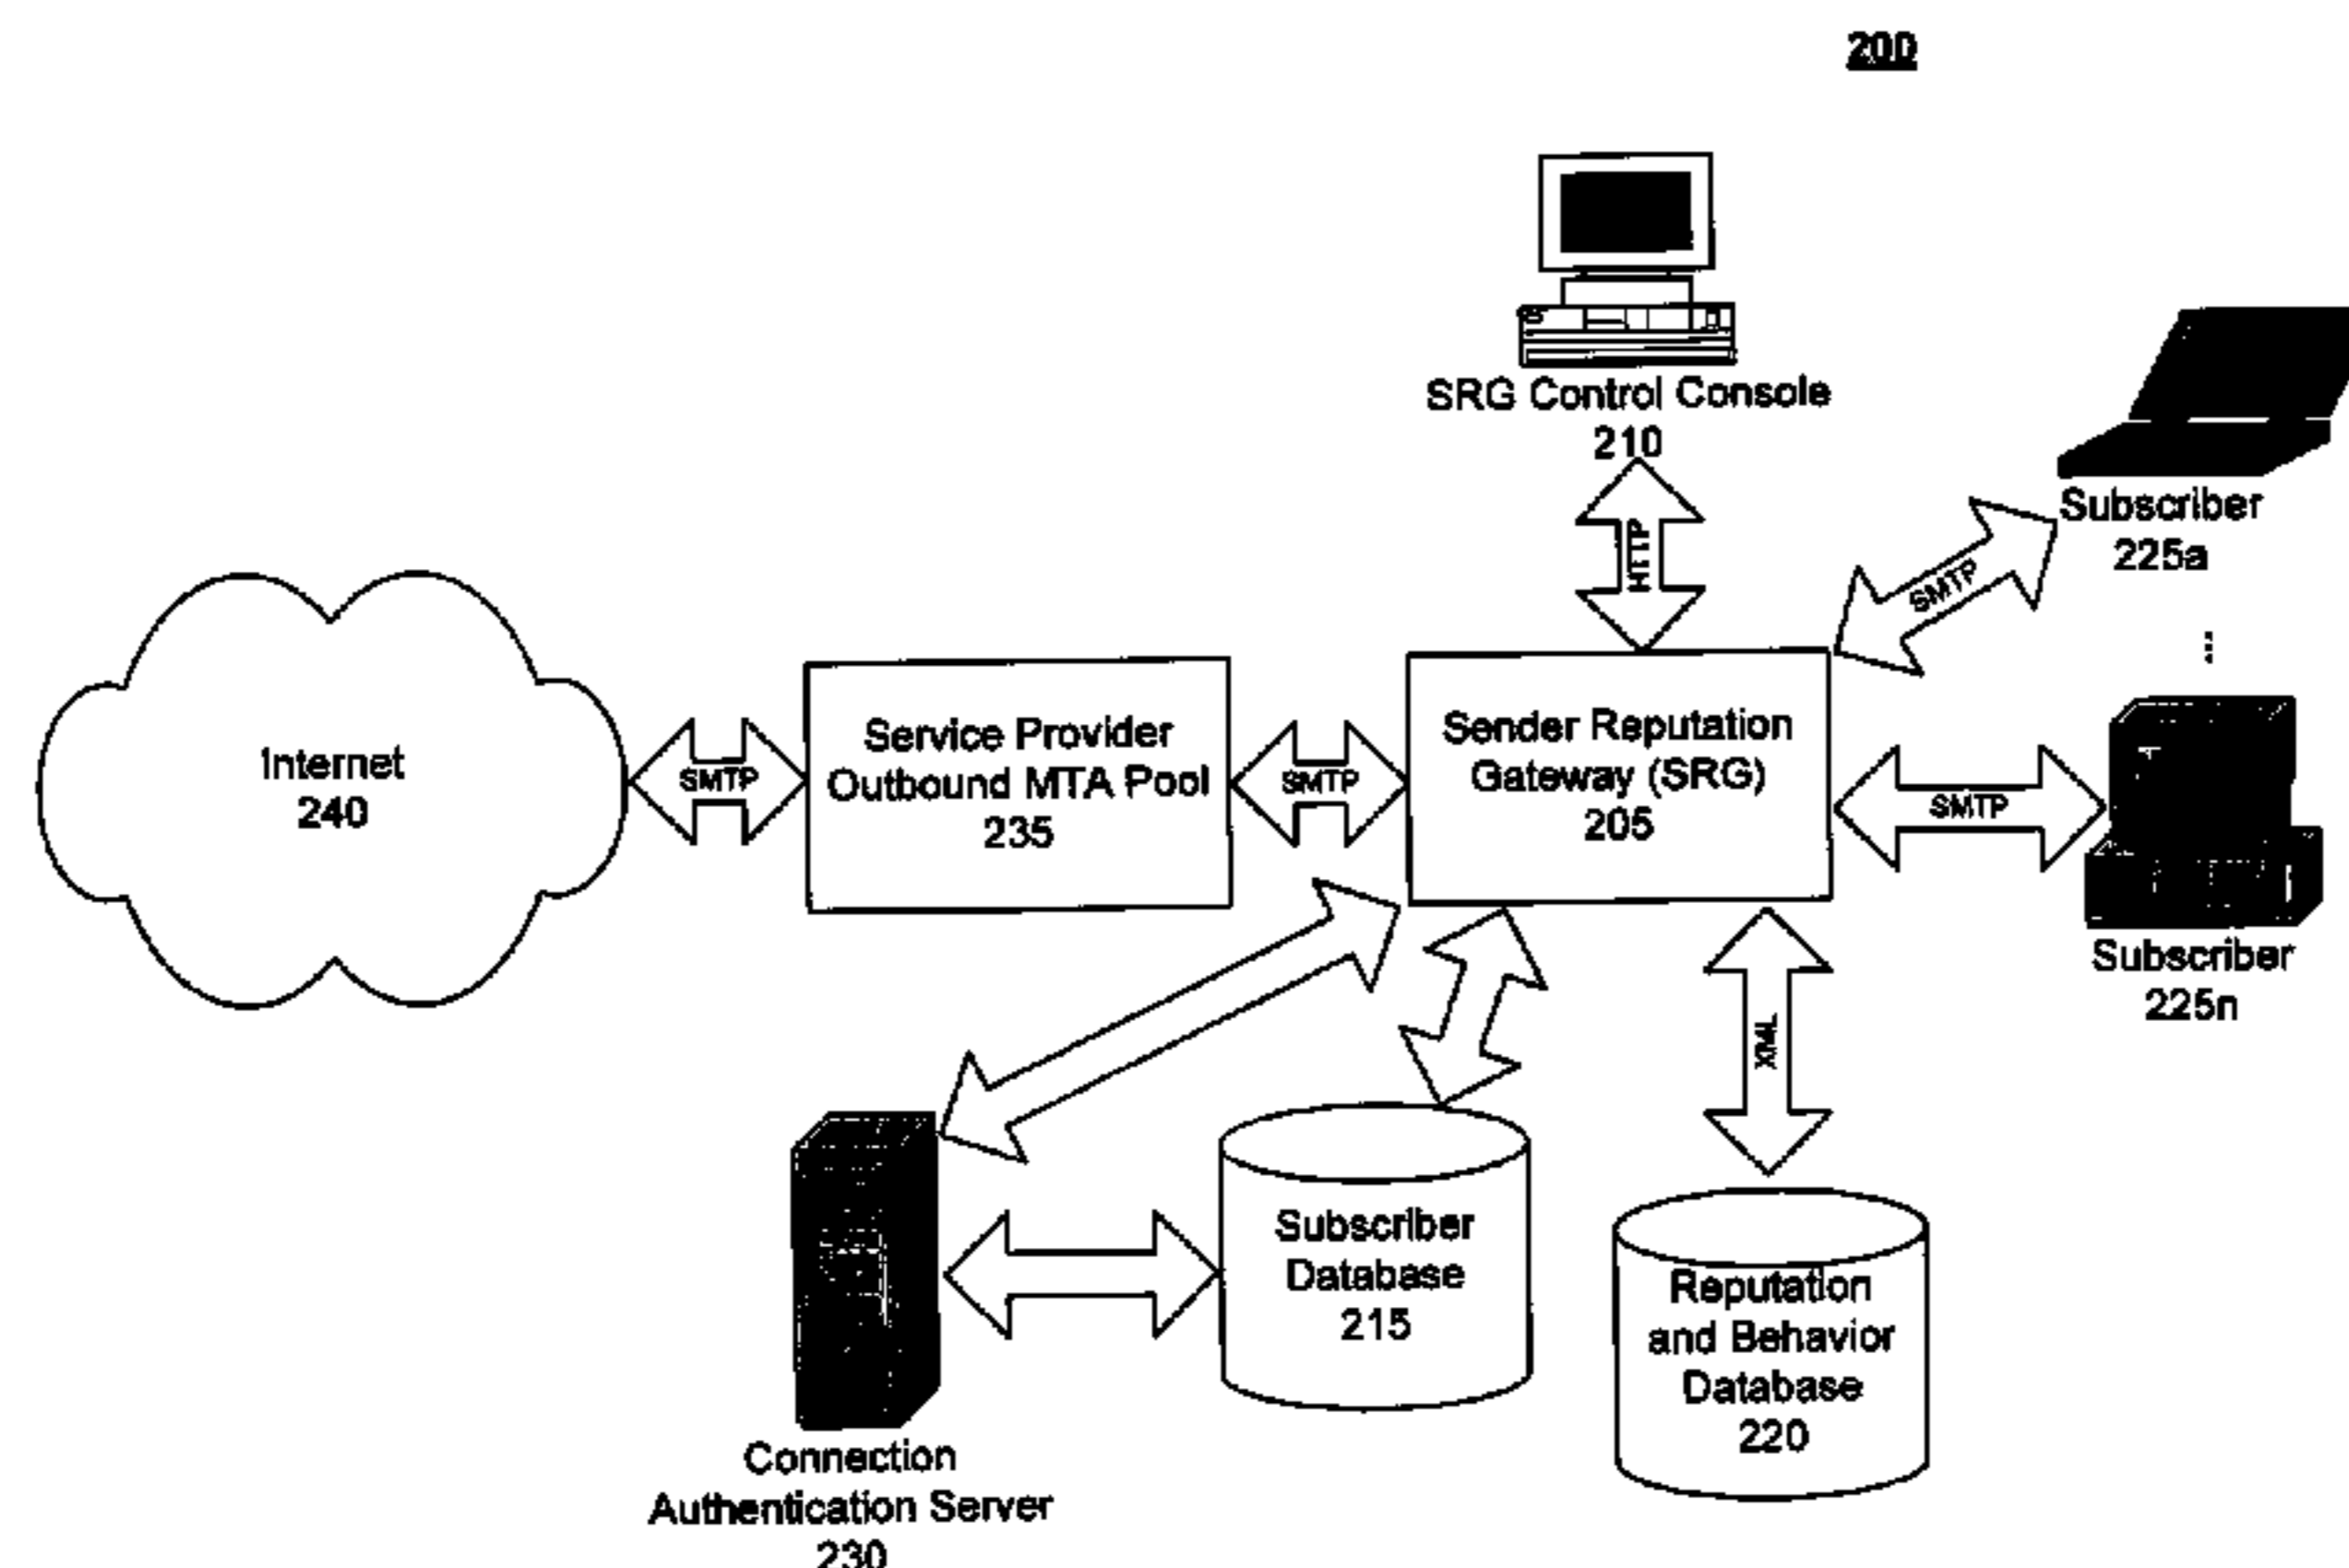 200
SRG Control Console
210
HTTP
Subscriber
225a
SMTP
...
Internet
240
SMTP
Service Provider
Outbound MTA Pool
235
SMTP
Sender Reputation
Gateway (SRG)
205
SMTP
Subscriber
225n
XML
Subscriber
Database
215
Reputation
and Behavior
Database
220
Connection
Authentication Server
230